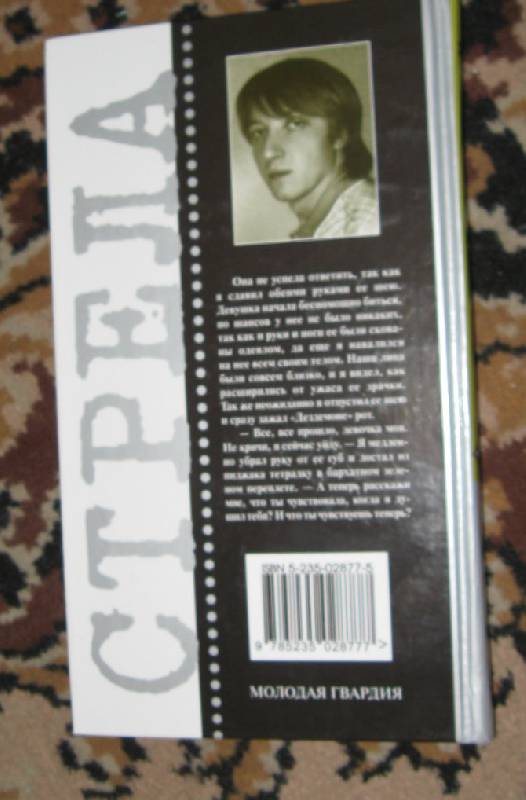 СТРЕЛА
Она не успела ответить, так как
я сдавил обеими руками ее шею.
Девушка начала беспомощно биться,
но шансов у нее не было никаких,
так как и руки и ноги ее были скова-
ны одеялом, да еще я навалился
на нее всем своим телом. Наши лица
были совсем близко, и я видел, как
расширились от ужаса ее зрачки.
Так же неожиданно я отпустил ее шею
и сразу зажал «Дездемоне» рот.
— Все, все прошло, девочка моя.
Не кричи, я сейчас уйду. — Я медлен-
но убрал руку от ее губ и достал из
пиджака тетрадку в бархатном зеле-
ном переплете. — А теперь расскажи
мне, что ты чувствовала, когда я ду-
шил тебя? И что ты чувствуешь теперь?
ISBN 5-235-02877-5
9 785235 028777 >
МОЛОДАЯ ГВАРДИЯ